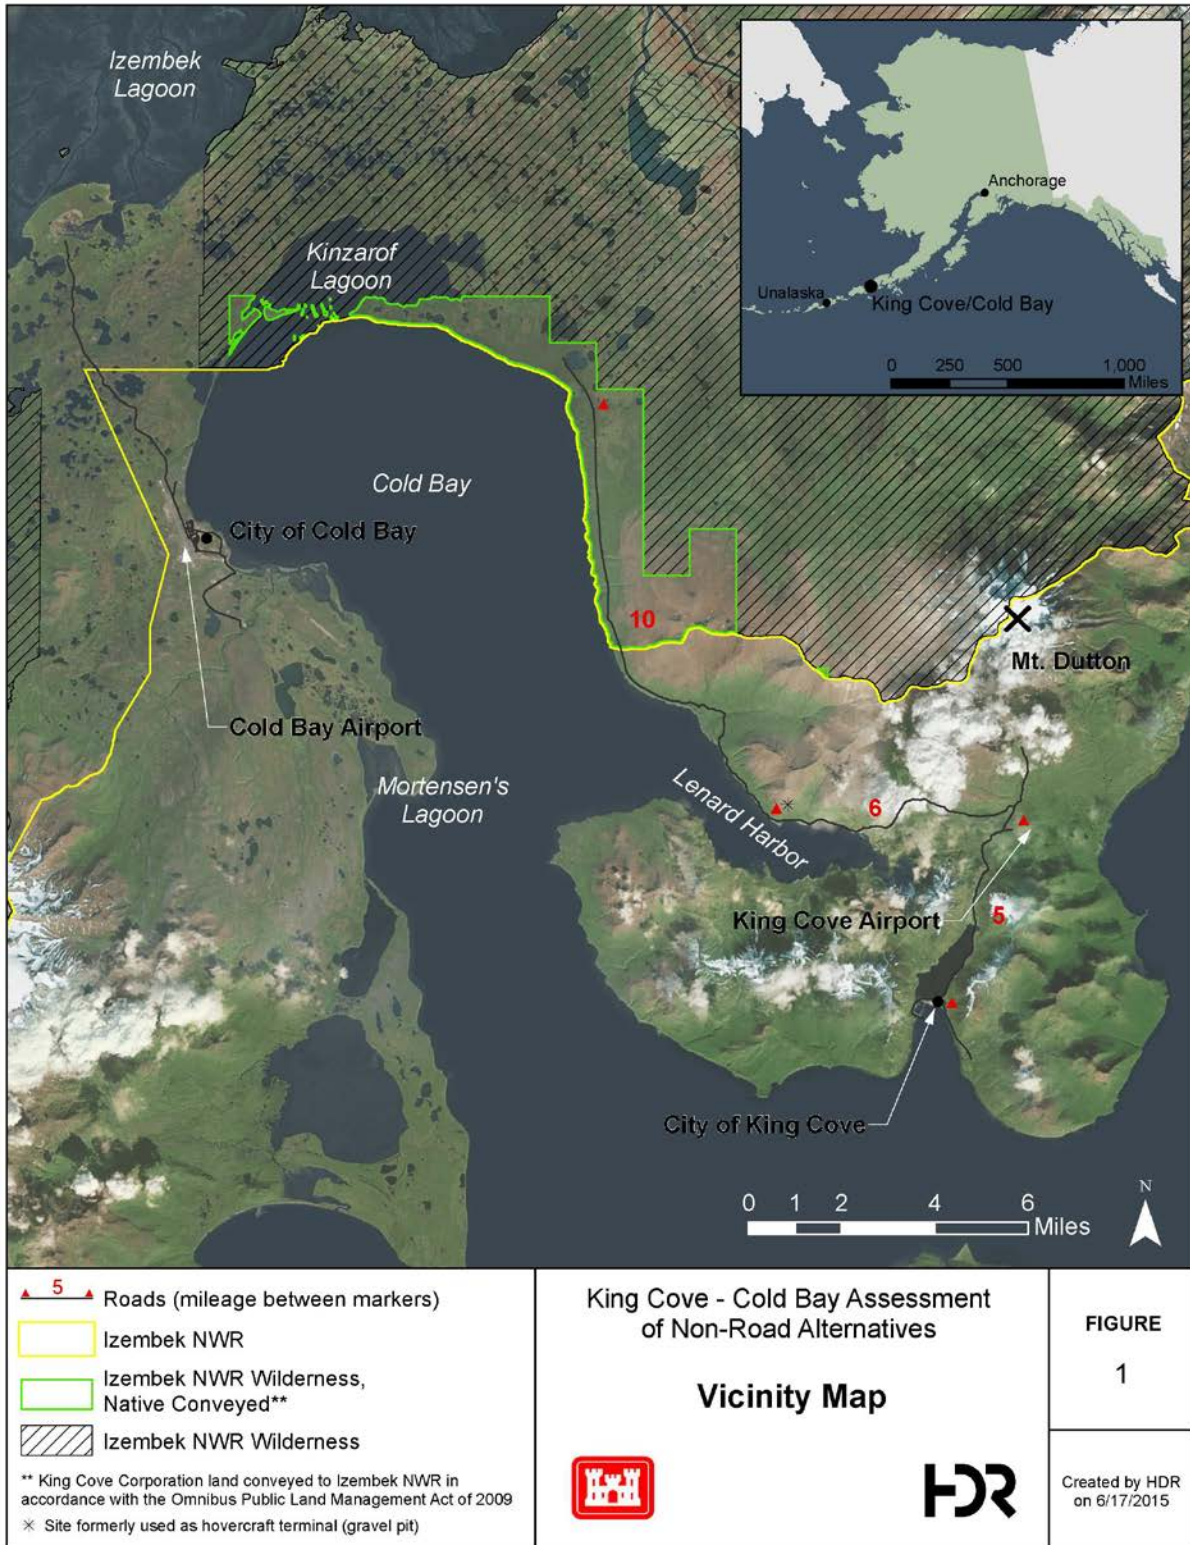 Izembek
Lagoon
Kinzarof
Lagoon
Anchorage
Unalaska
King Cove/Cold Bay
0 250 500 1,000
Miles
Cold Bay
City of Cold Bay
10
Mt. Dutton
Cold Bay Airport
Mortensen's
Lagoon
Lenard Harbor
6
King Cove Airport
5
City of King Cove
0 1 2 4 6
Miles
N
5
Roads (mileage between markers)
Izembek NWR
Izembek NWR Wilderness,
Native Conveyed**
Izembek NWR Wilderness
** King Cove Corporation land conveyed to Izembek NWR in
accordance with the Omnibus Public Land Management Act of 2009
Site formerly used as hovercraft terminal (gravel pit)
King Cove - Cold Bay Assessment
of Non-Road Alternatives
Vicinity Map
HDR
FIGURE
1
Created by HDR
on 6/17/2015